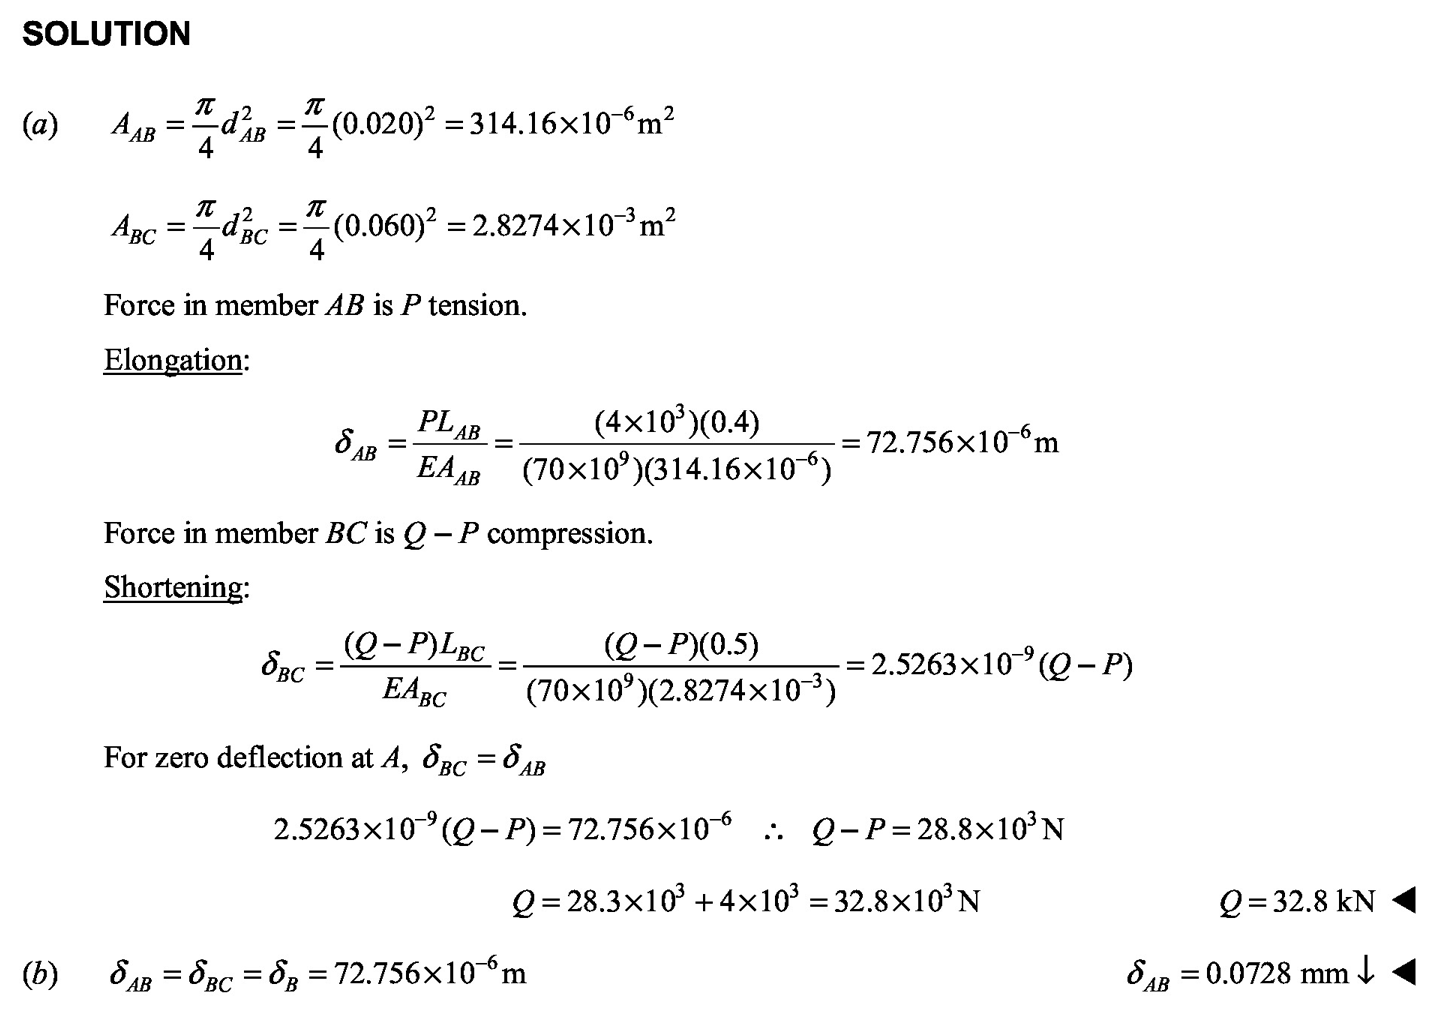 SOLUTION
(a) A_AB = π/4 d²_AB = π/4 (0.020)² = 314.16×10⁻⁶ m²
A_BC = π/4 d²_BC = π/4 (0.060)² = 2.8274×10⁻³ m²
Force in member AB is P tension.
Elongation:
δ_AB = PL_AB / EA_AB = (4×10³)(0.4) / (70×10⁹)(314.16×10⁻⁶) = 72.756×10⁻⁶ m
Force in member BC is Q − P compression.
Shortening:
δ_BC = (Q − P)L_BC / EA_BC = (Q − P)(0.5) / (70×10⁹)(2.8274×10⁻³) = 2.5263×10⁻⁹ (Q − P)
For zero deflection at A, δ_BC = δ_AB
2.5263×10⁻⁹ (Q − P) = 72.756×10⁻⁶ ∴ Q − P = 28.8×10³ N
Q = 28.3×10³ + 4×10³ = 32.8×10³ N Q = 32.8 kN ◀
(b) δ_AB = δ_BC = δ_B = 72.756×10⁻⁶ m δ_AB = 0.0728 mm ↓ ◀